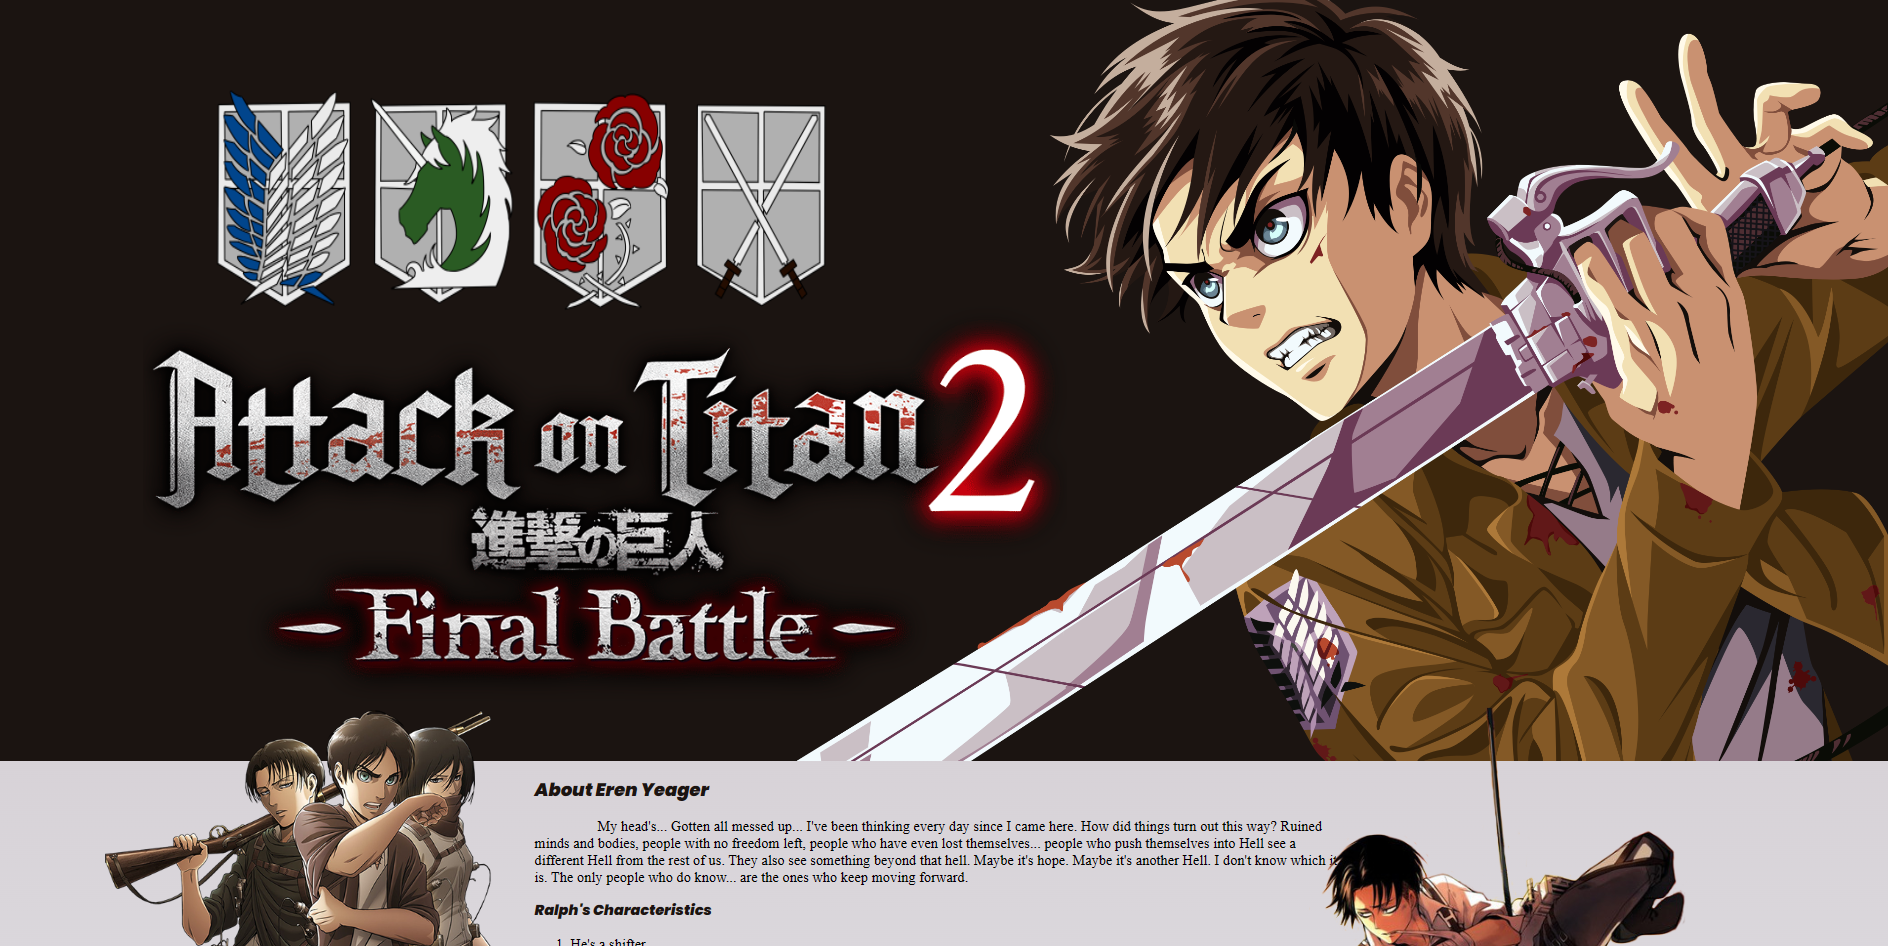 Attack on Titan 2
進撃の巨人
- Final Battle -
About Eren Yeager
My head's... Gotten all messed up... I've been thinking every day since I came here. How did things turn out this way? Ruined
minds and bodies, people with no freedom left, people who have even lost themselves... people who push themselves into Hell see a
different Hell from the rest of us. They also see something beyond that hell. Maybe it's hope. Maybe it's another Hell. I don't know which it
is. The only people who do know... are the ones who keep moving forward.
Ralph's Characteristics
1. He's a shifter